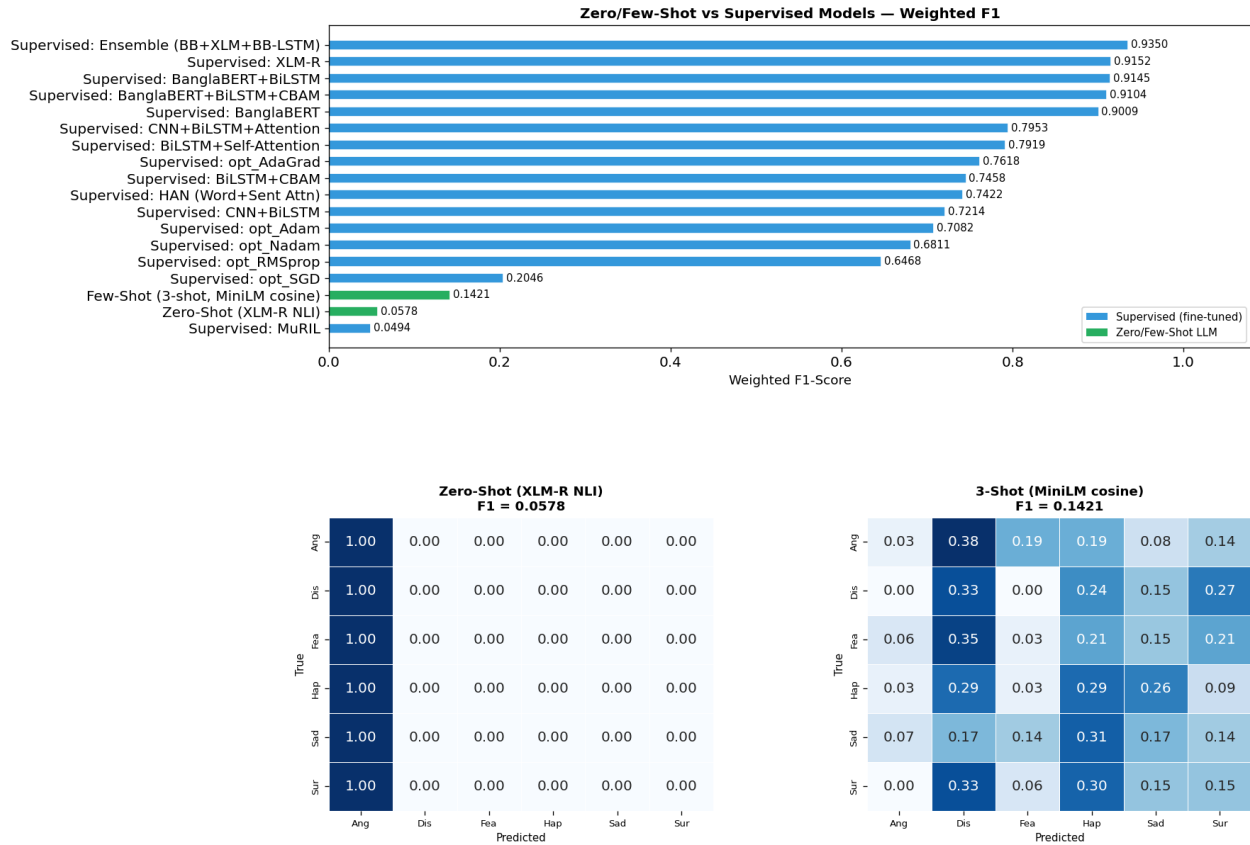 Zero/Few-Shot vs Supervised Models — Weighted F1
Supervised: Ensemble (BB+XLM+BB-LSTM) 0.9350
Supervised: XLM-R 0.9152
Supervised: BanglaBERT+BiLSTM 0.9145
Supervised: BanglaBERT+BiLSTM+CBAM 0.9104
Supervised: BanglaBERT 0.9009
Supervised: CNN+BiLSTM+Attention 0.7953
Supervised: BiLSTM+Self-Attention 0.7919
Supervised: opt_AdaGrad 0.7618
Supervised: BiLSTM+CBAM 0.7458
Supervised: HAN (Word+Sent Attn) 0.7422
Supervised: CNN+BiLSTM 0.7214
Supervised: opt_Adam 0.7082
Supervised: opt_Nadam 0.6811
Supervised: opt_RMSprop 0.6468
Supervised: opt_SGD 0.2046
Few-Shot (3-shot, MiniLM cosine) 0.1421
Zero-Shot (XLM-R NLI) 0.0578
Supervised: MuRIL 0.0494
Supervised (fine-tuned)
Zero/Few-Shot LLM
0.0 0.2 0.4 0.6 0.8 1.0
Weighted F1-Score
Zero-Shot (XLM-R NLI)
F1 = 0.0578
True
Ang 1.00 0.00 0.00 0.00 0.00 0.00
Dis 1.00 0.00 0.00 0.00 0.00 0.00
Fea 1.00 0.00 0.00 0.00 0.00 0.00
Hap 1.00 0.00 0.00 0.00 0.00 0.00
Sad 1.00 0.00 0.00 0.00 0.00 0.00
Sur 1.00 0.00 0.00 0.00 0.00 0.00
Ang Dis Fea Hap Sad Sur
Predicted
3-Shot (MiniLM cosine)
F1 = 0.1421
True
Ang 0.03 0.38 0.19 0.19 0.08 0.14
Dis 0.00 0.33 0.00 0.24 0.15 0.27
Fea 0.06 0.35 0.03 0.21 0.15 0.21
Hap 0.03 0.29 0.03 0.29 0.26 0.09
Sad 0.07 0.17 0.14 0.31 0.17 0.14
Sur 0.00 0.33 0.06 0.30 0.15 0.15
Ang Dis Fea Hap Sad Sur
Predicted